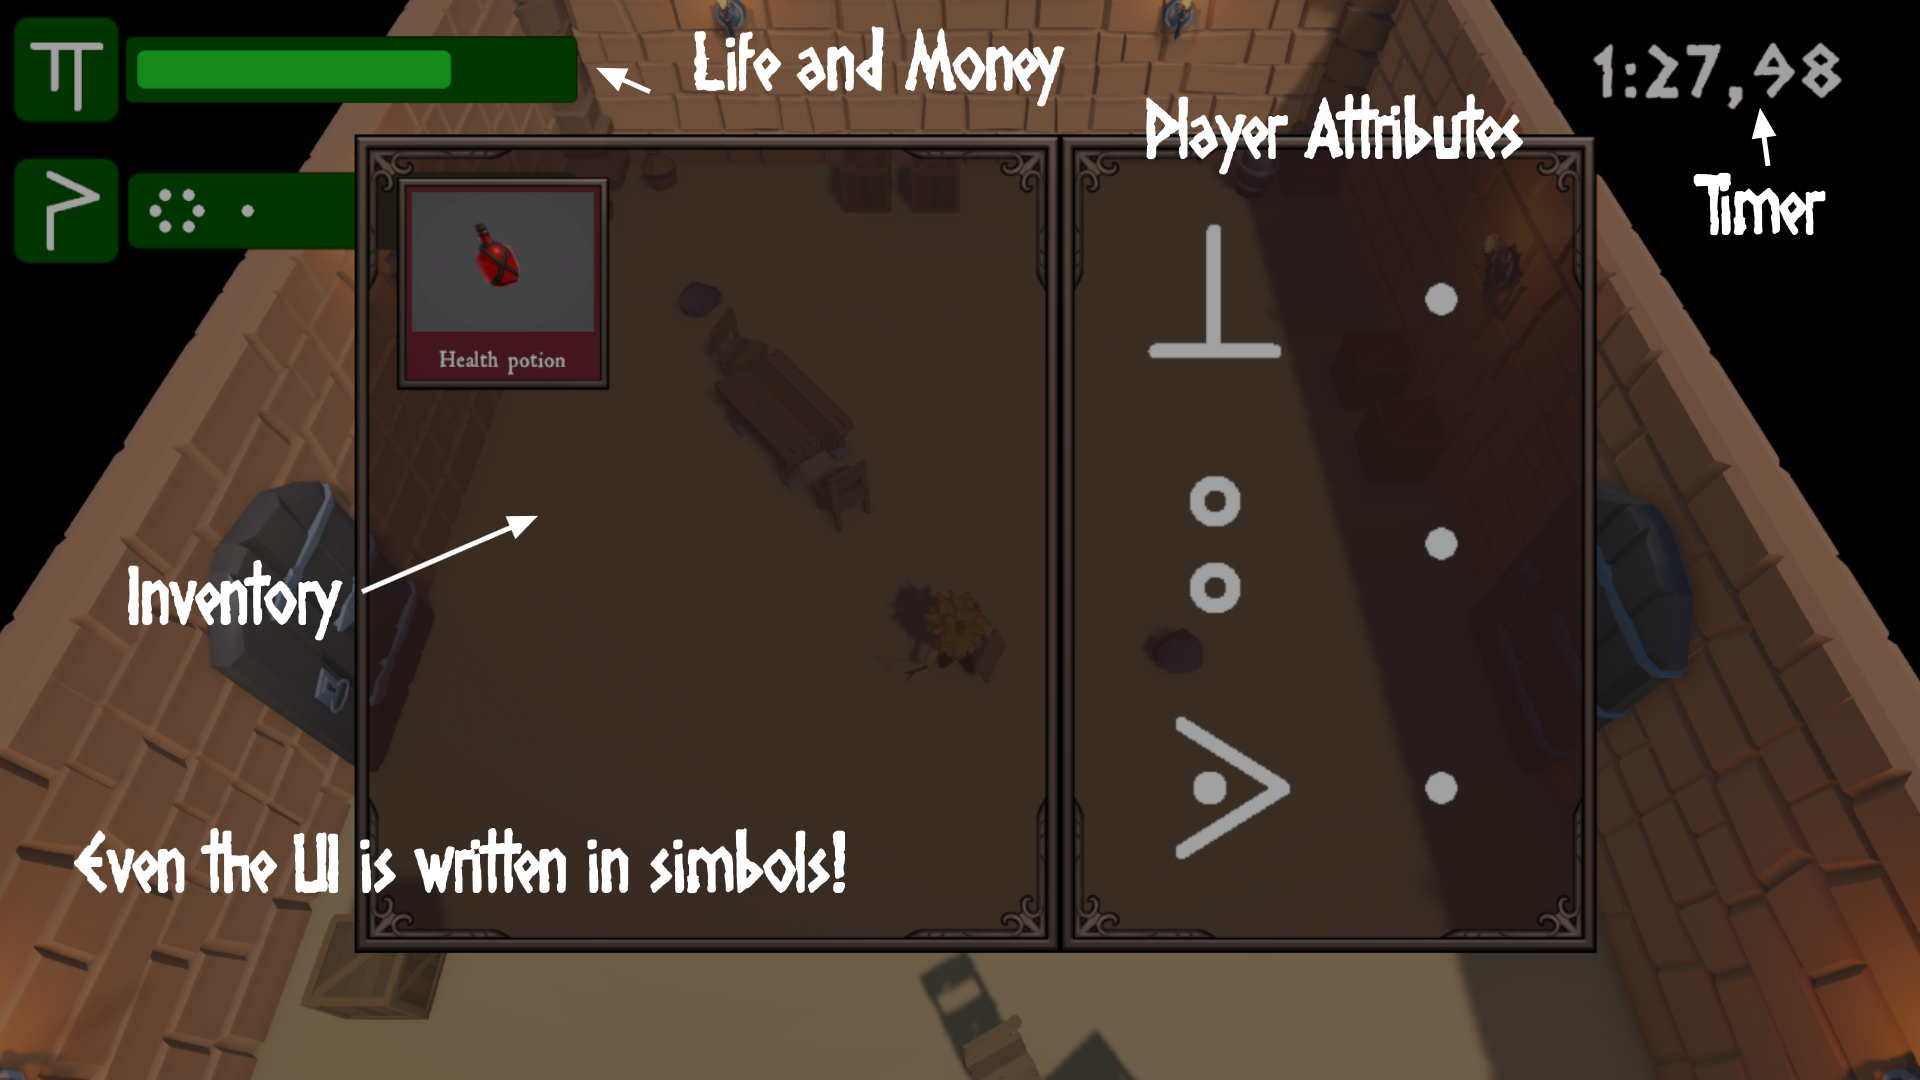 Life and Money
1:27,98
Player Attributes
Timer
Health potion
Inventory
Even the UI is written in simbols!